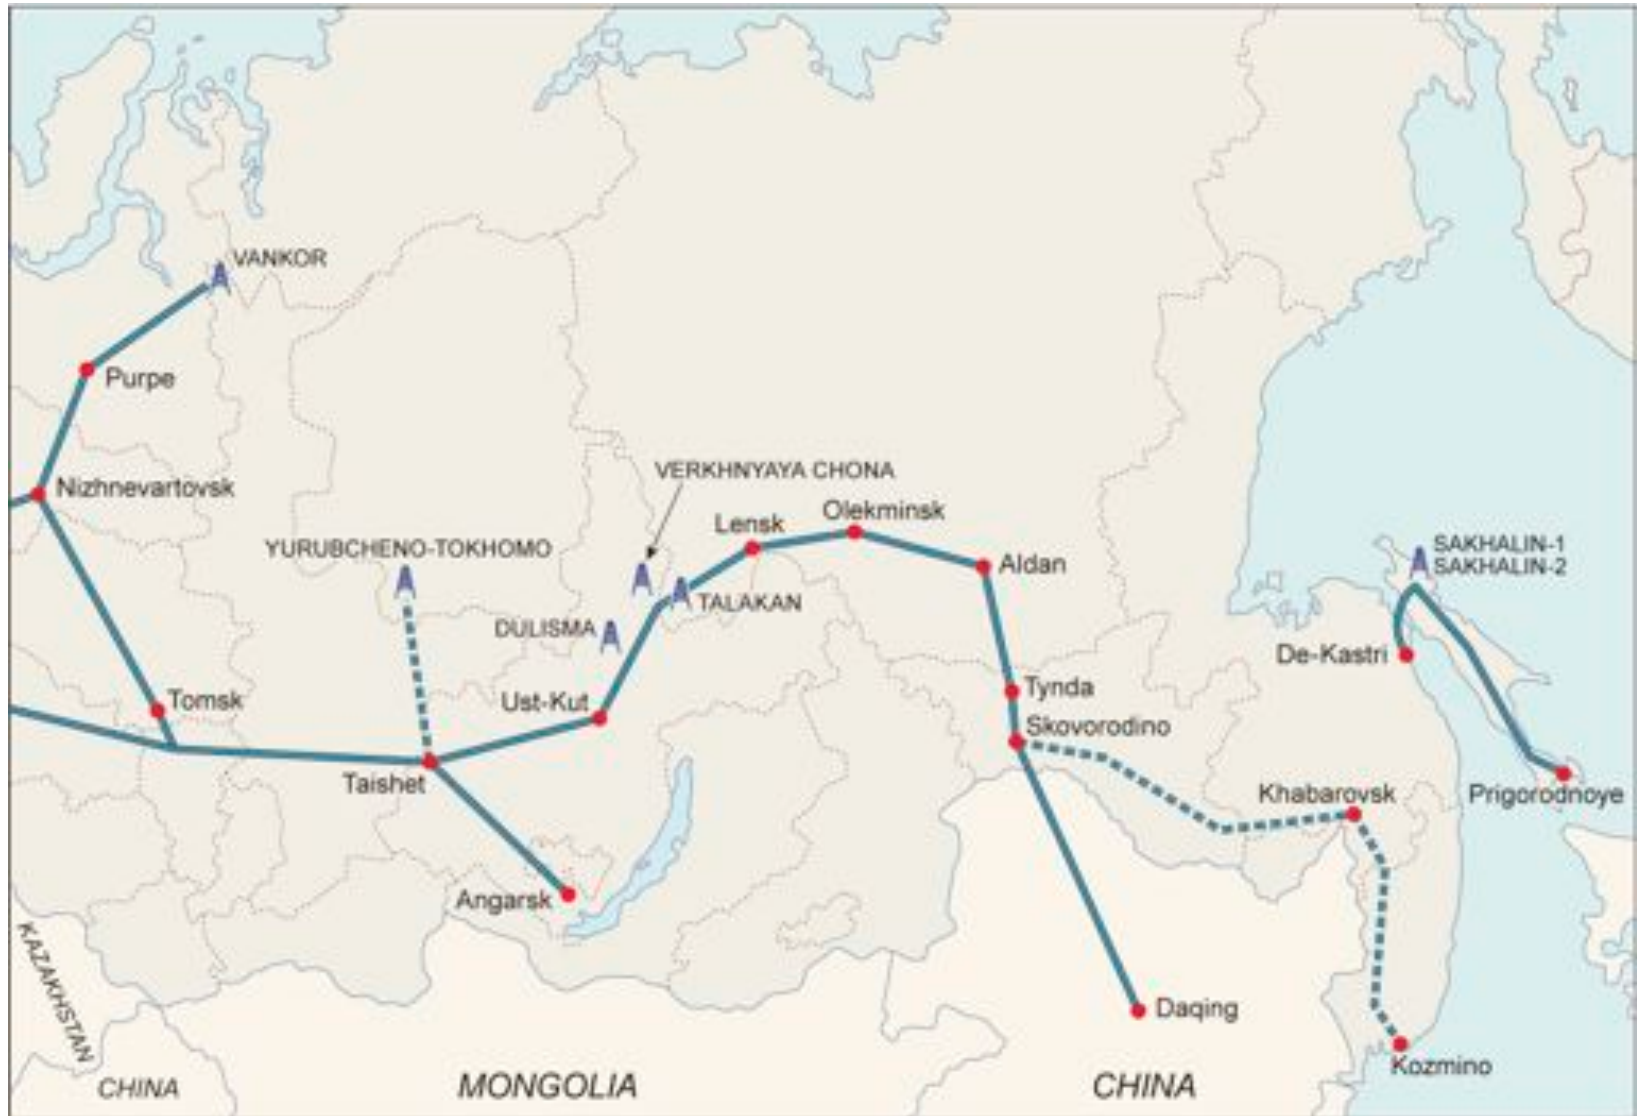 VANKOR
Purpe
VERKHNYAYA CHONA
Nizhnevartovsk
Olekminsk
Lensk
YURUBCHENO-TOKHOMO
SAKHALIN-1
SAKHALIN-2
Aldan
TALAKAN
DULISMA
De-Kastri
Tynda
Tomsk
Ust-Kut
Skovorodino
Taishet
Khabarovsk
Prigorodnoye
Angarsk
KAZAKHSTAN
Daqing
Kozmino
CHINA
MONGOLIA
CHINA